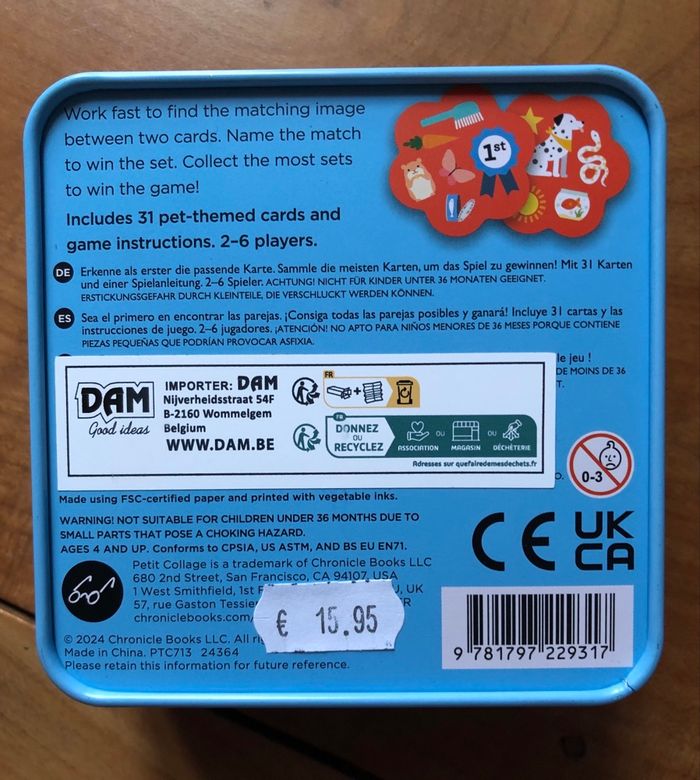 Work fast to find the matching image
between two cards. Name the match
to win the set. Collect the most sets
to win the game!
1st
Includes 31 pet-themed cards and
game instructions. 2–6 players.
DE Erkenne als erster die passende Karte. Sammle die meisten Karten, um das Spiel zu gewinnen! Mit 31 Karten
und einer Spielanleitung. 2–6 Spieler. ACHTUNG! NICHT FÜR KINDER UNTER 36 MONATEN GEEIGNET.
ERSTICKUNGSGEFAHR DURCH KLEINTEILE, DIE VERSCHLUCKT WERDEN KÖNNEN.
ES Sea el primero en encontrar las parejas. ¡Consiga todas las parejas posibles y ganará! Incluye 31 cartas y las
instrucciones de juego. 2–6 jugadores. ¡ATENCIÓN! NO APTO PARA NIÑOS MENORES DE 36 MESES PORQUE CONTIENE
PIEZAS PEQUEÑAS QUE PODRÍAN PROVOCAR ASFIXIA.
le jeu !
DE MOINS DE 36
T.
DAM
Good ideas
IMPORTER: DAM
Nijverheidsstraat 54F
B-2160 Wommelgem
Belgium
WWW.DAM.BE
FR
+
FR
DONNEZ
OU
RECYCLEZ
ASSOCIATION
OU
MAGASIN
OU
DÉCHÈTERIE
Adresses sur quefairedemesdechets.fr
O.
0-3
Made using FSC-certified paper and printed with vegetable inks.
WARNING! NOT SUITABLE FOR CHILDREN UNDER 36 MONTHS DUE TO
SMALL PARTS THAT POSE A CHOKING HAZARD.
AGES 4 AND UP. Conforms to CPSIA, US ASTM, AND BS EU EN71.
CE
UK
CA
Petit Collage is a trademark of Chronicle Books LLC
680 2nd Street, San Francisco, CA 94107, USA
1 West Smithfield, 1st UK
57, rue Gaston Tessier
chroniclebooks.com/
€ 15.95
© 2024 Chronicle Books LLC. All
Made in China. PTC713 24364
Please retain this information for future reference.
9 781797 229317